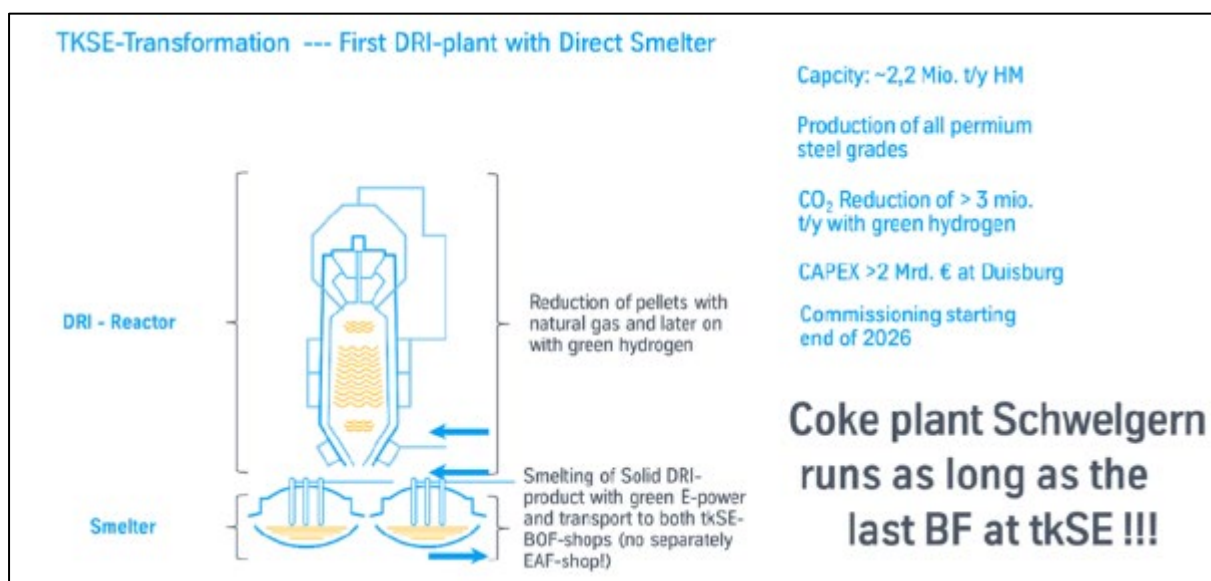 TKSE-Transformation --- First DRI-plant with Direct Smelter
Capcity: ~2,2 Mio. t/y HM
Production of all permium
steel grades
CO₂ Reduction of > 3 mio.
t/y with green hydrogen
CAPEX >2 Mrd. € at Duisburg
Commissioning starting
end of 2026
DRI - Reactor
Reduction of pellets with
natural gas and later on
with green hydrogen
Smelter
Smelting of Solid DRI-
product with green E-power
and transport to both tkSE-
BOF-shops (no separately
EAF-shop!)
Coke plant Schwelgern
runs as long as the
last BF at tkSE !!!